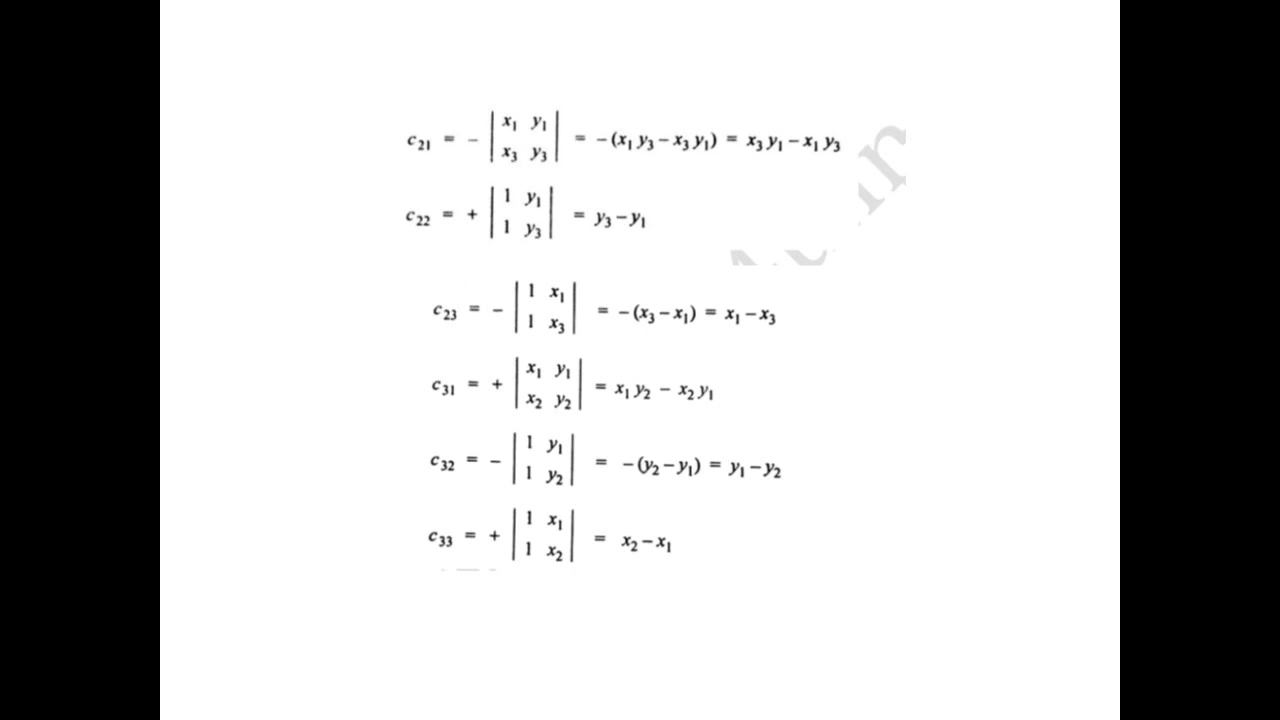 c₂₁ = − | x₁ y₁ | = −(x₁ y₃ − x₃ y₁) = x₃ y₁ − x₁ y₃
| x₃ y₃ |
c₂₂ = + | 1 y₁ | = y₃ − y₁
| 1 y₃ |
c₂₃ = − | 1 x₁ | = −(x₃ − x₁) = x₁ − x₃
| 1 x₃ |
c₃₁ = + | x₁ y₁ | = x₁ y₂ − x₂ y₁
| x₂ y₂ |
c₃₂ = − | 1 y₁ | = −(y₂ − y₁) = y₁ − y₂
| 1 y₂ |
c₃₃ = + | 1 x₁ | = x₂ − x₁
| 1 x₂ |